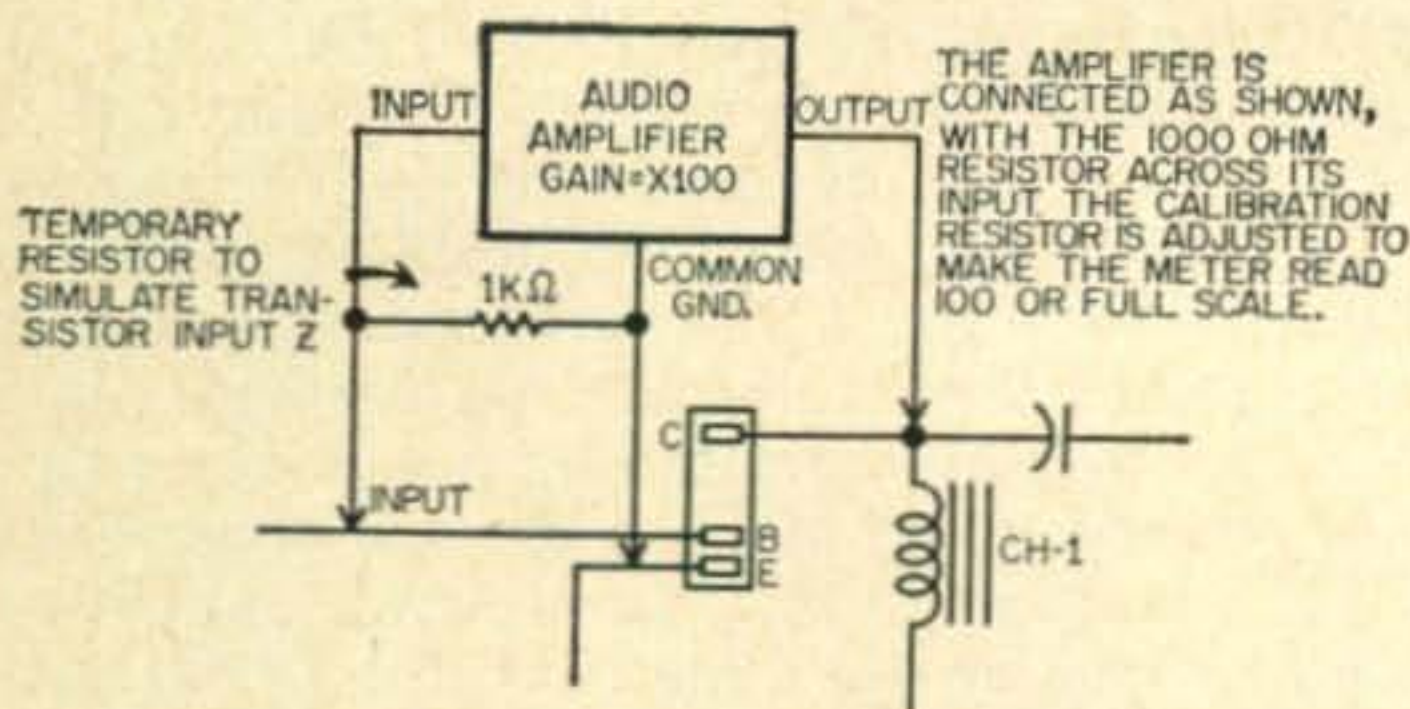 INPUT
AUDIO
AMPLIFIER
GAIN=X100
OUTPUT
THE AMPLIFIER IS
CONNECTED AS SHOWN,
WITH THE 1000 OHM
RESISTOR ACROSS ITS
INPUT. THE CALIBRATION
RESISTOR IS ADJUSTED TO
MAKE THE METER READ
100 OR FULL SCALE.
TEMPORARY
RESISTOR TO
SIMULATE TRAN-
SISTOR INPUT Z
1KΩ
COMMON
GND.
C
INPUT
B
E
CH-1